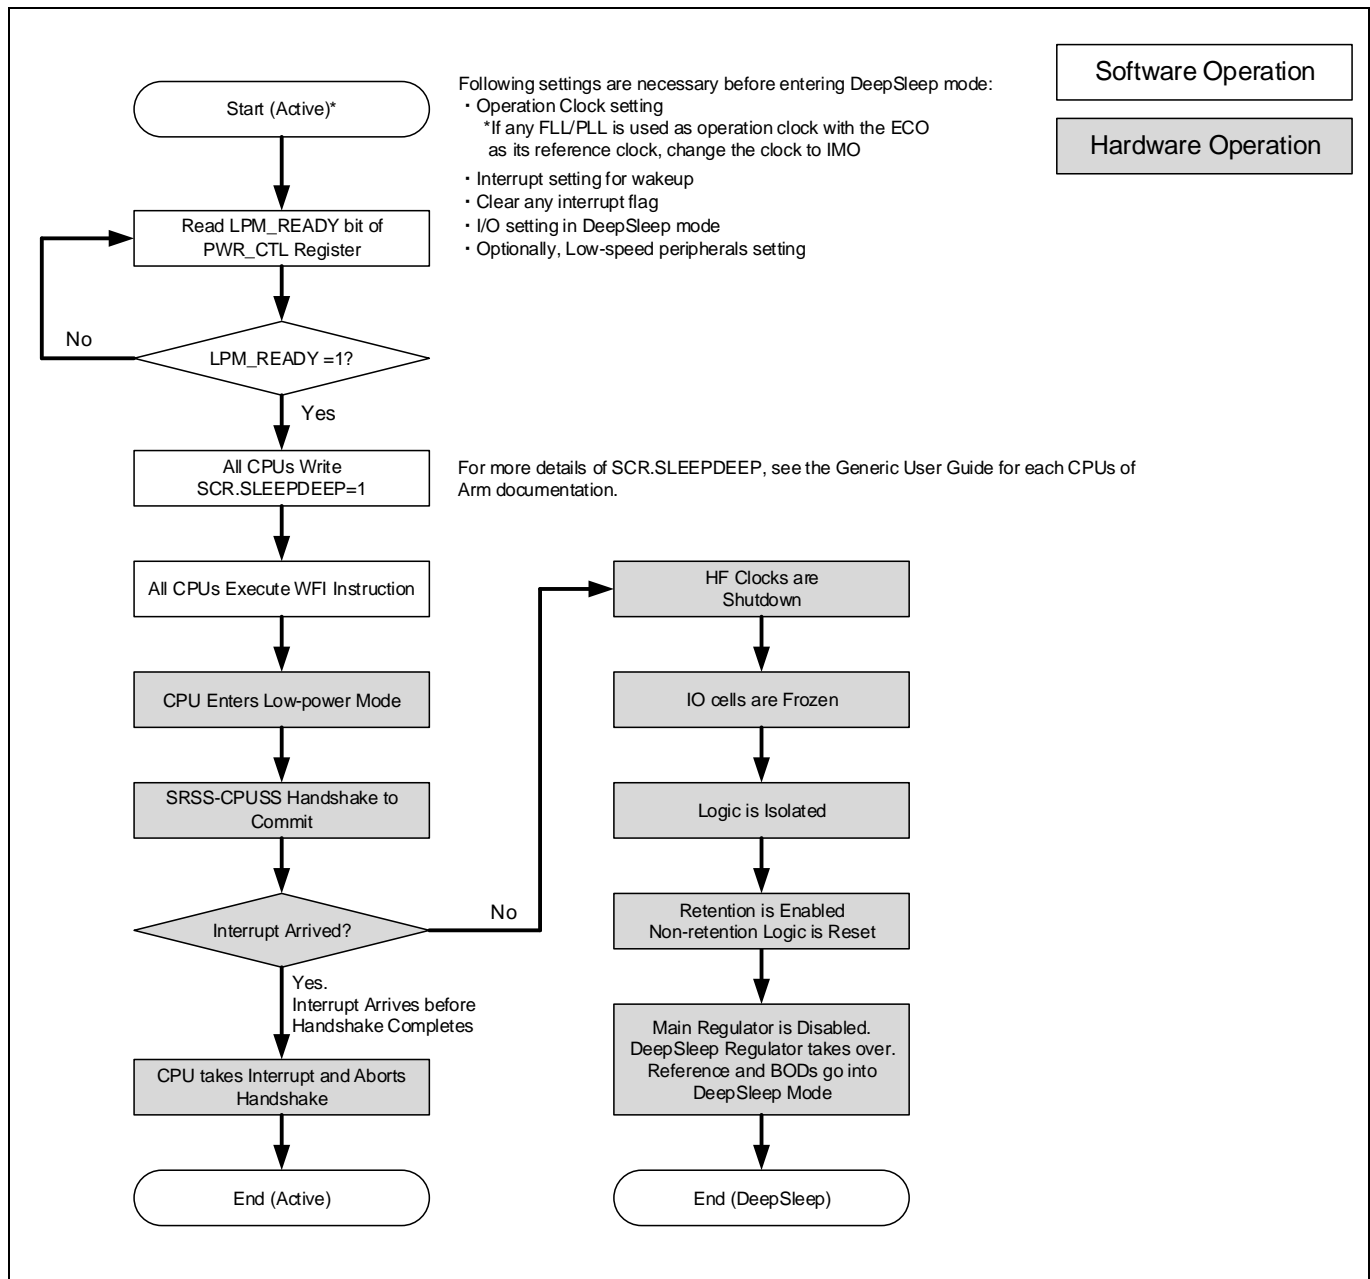 Software Operation
Hardware Operation
Start (Active)*
Following settings are necessary before entering DeepSleep mode:
・Operation Clock setting
*If any FLL/PLL is used as operation clock with the ECO
as its reference clock, change the clock to IMO
・Interrupt setting for wakeup
・Clear any interrupt flag
・I/O setting in DeepSleep mode
・Optionally, Low-speed peripherals setting
Read LPM_READY bit of
PWR_CTL Register
No
LPM_READY =1?
Yes
All CPUs Write
SCR.SLEEPDEEP=1
For more details of SCR.SLEEPDEEP, see the Generic User Guide for each CPUs of
Arm documentation.
All CPUs Execute WFI Instruction
CPU Enters Low-power Mode
SRSS-CPUSS Handshake to
Commit
Interrupt Arrived?
No
Yes.
Interrupt Arrives before
Handshake Completes
CPU takes Interrupt and Aborts
Handshake
End (Active)
HF Clocks are
Shutdown
IO cells are Frozen
Logic is Isolated
Retention is Enabled
Non-retention Logic is Reset
Main Regulator is Disabled.
DeepSleep Regulator takes over.
Reference and BODs go into
DeepSleep Mode
End (DeepSleep)